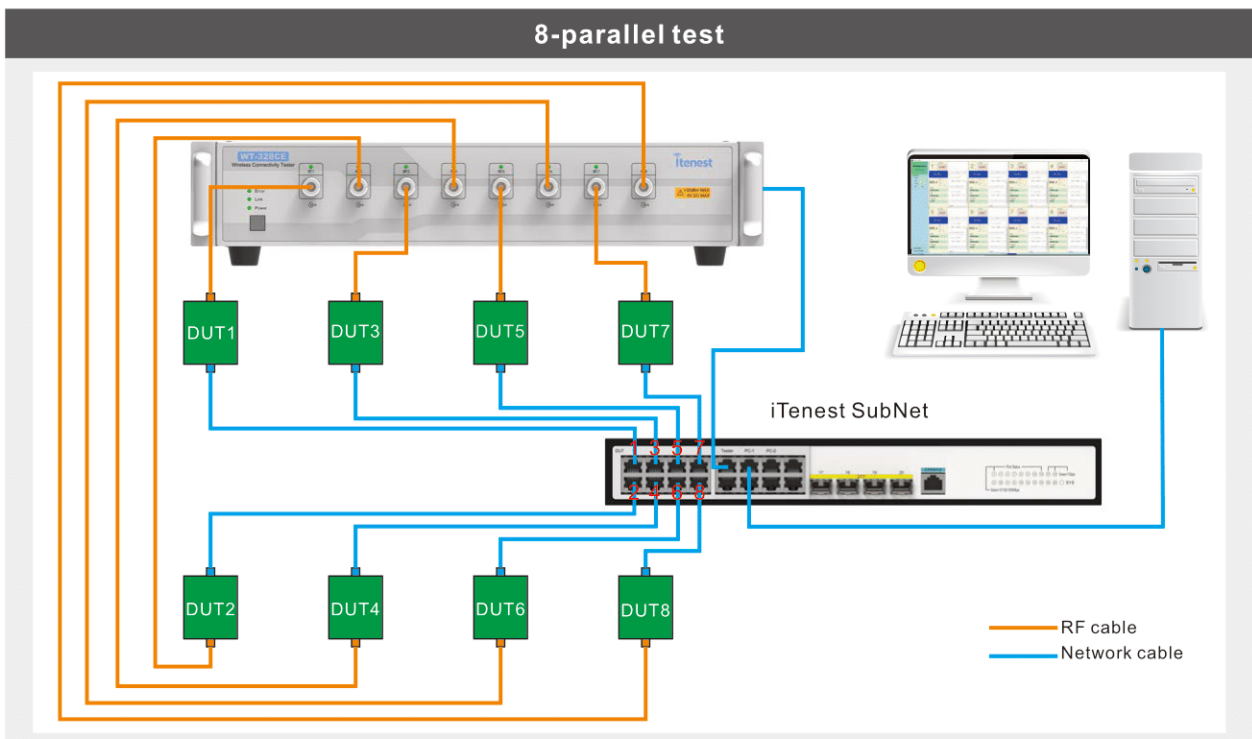 8-parallel test
WT-328CE
Wireless Connectivity Tester
itenest
Error
Link
Power
DUT1
DUT3
DUT5
DUT7
iTenest SubNet
DUT
1 3 5 7
Tester PC-1 PC-2
2 4 6 8
DUT2
DUT4
DUT6
DUT8
RF cable
Network cable